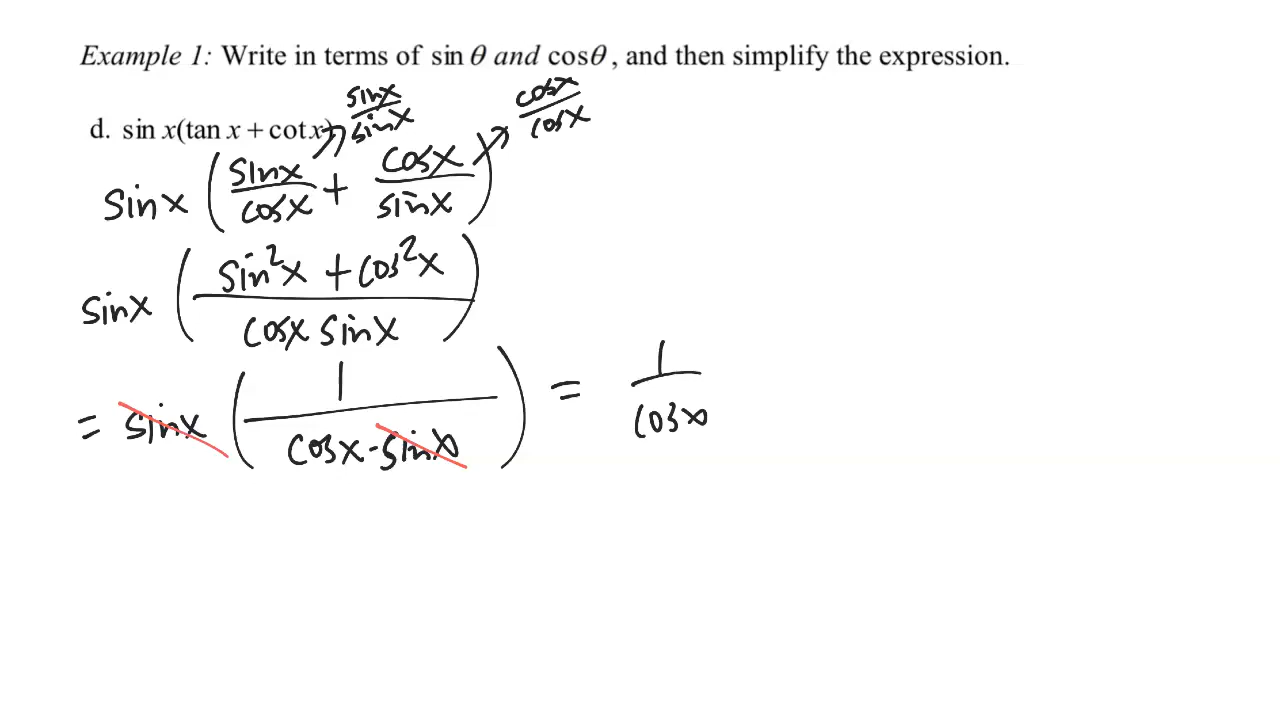 Example 1: Write in terms of sin θ and cosθ, and then simplify the expression.
sinx/sinx cosx/cosx
d. sin x(tan x + cot x)
sinx (sinx/cosx + cosx/sinx)
sinx (sin²x + cos²x / cosx sinx)
= sinx (1 / cosx · sinx) = 1/cosx